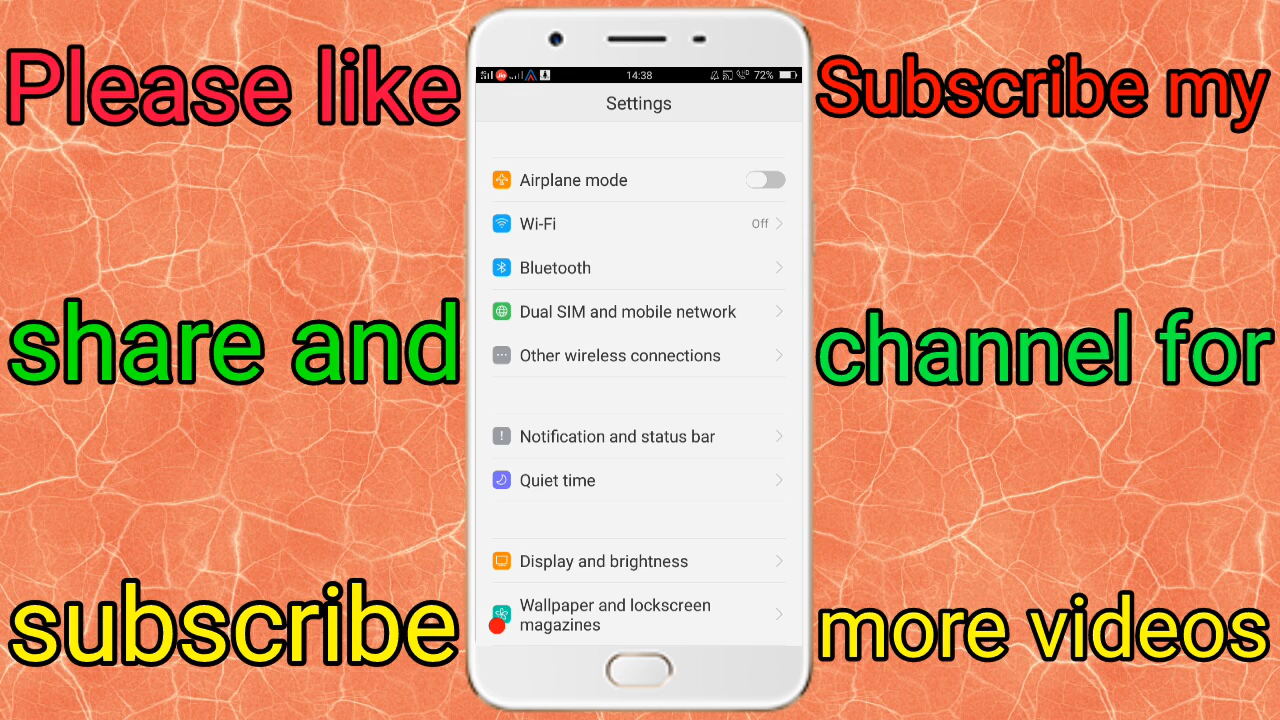 Please like
share and
subscribe
14:38
72%
Settings
Airplane mode
Wi-Fi
Off
Bluetooth
Dual SIM and mobile network
Other wireless connections
Notification and status bar
Quiet time
Display and brightness
Wallpaper and lockscreen
magazines
Subscribe my
channel for
more videos